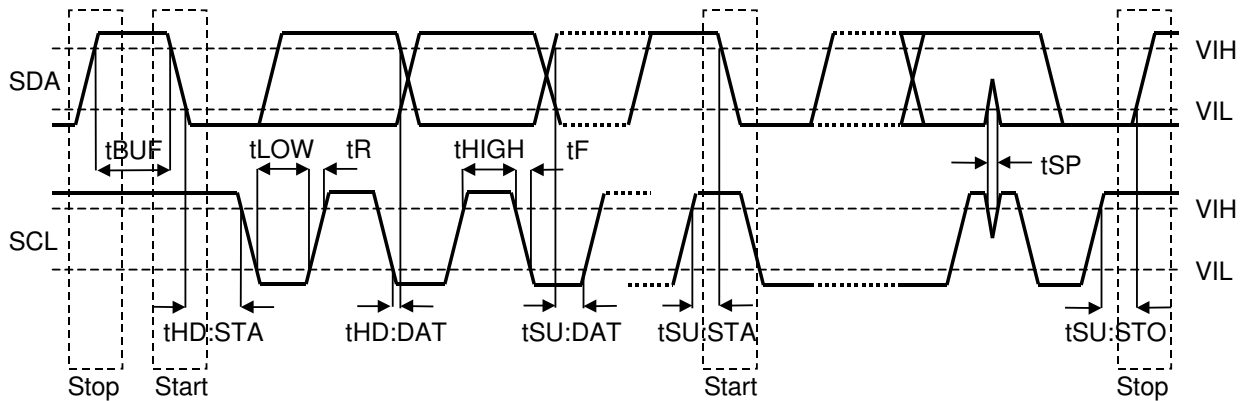 VIH
SDA
VIL
tBUF
tLOW
tR
tHIGH
tF
tSP
VIH
SCL
VIL
tHD:STA
tHD:DAT
tSU:DAT
tSU:STA
tSU:STO
Stop
Start
Start
Stop